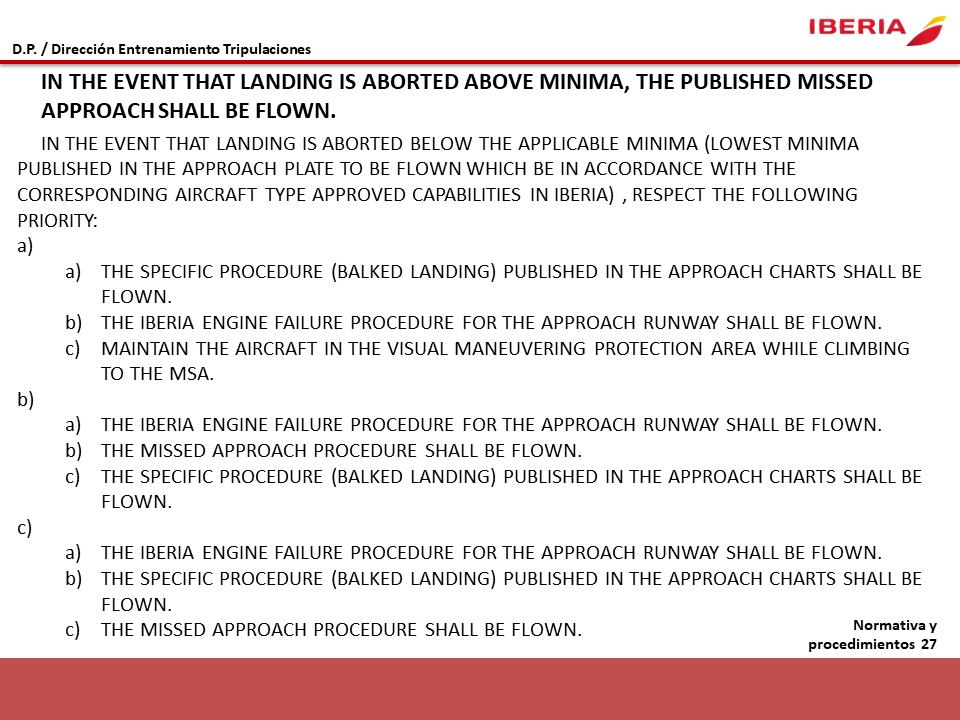 IBERIA
D.P. / Dirección Entrenamiento Tripulaciones
IN THE EVENT THAT LANDING IS ABORTED ABOVE MINIMA, THE PUBLISHED MISSED
APPROACH SHALL BE FLOWN.
IN THE EVENT THAT LANDING IS ABORTED BELOW THE APPLICABLE MINIMA (LOWEST MINIMA
PUBLISHED IN THE APPROACH PLATE TO BE FLOWN WHICH BE IN ACCORDANCE WITH THE
CORRESPONDING AIRCRAFT TYPE APPROVED CAPABILITIES IN IBERIA) , RESPECT THE FOLLOWING
PRIORITY:
a)
a) THE SPECIFIC PROCEDURE (BALKED LANDING) PUBLISHED IN THE APPROACH CHARTS SHALL BE
FLOWN.
b) THE IBERIA ENGINE FAILURE PROCEDURE FOR THE APPROACH RUNWAY SHALL BE FLOWN.
c) MAINTAIN THE AIRCRAFT IN THE VISUAL MANEUVERING PROTECTION AREA WHILE CLIMBING
TO THE MSA.
b)
a) THE IBERIA ENGINE FAILURE PROCEDURE FOR THE APPROACH RUNWAY SHALL BE FLOWN.
b) THE MISSED APPROACH PROCEDURE SHALL BE FLOWN.
c) THE SPECIFIC PROCEDURE (BALKED LANDING) PUBLISHED IN THE APPROACH CHARTS SHALL BE
FLOWN.
c)
a) THE IBERIA ENGINE FAILURE PROCEDURE FOR THE APPROACH RUNWAY SHALL BE FLOWN.
b) THE SPECIFIC PROCEDURE (BALKED LANDING) PUBLISHED IN THE APPROACH CHARTS SHALL BE
FLOWN.
c) THE MISSED APPROACH PROCEDURE SHALL BE FLOWN.
Normativa y
procedimientos 27